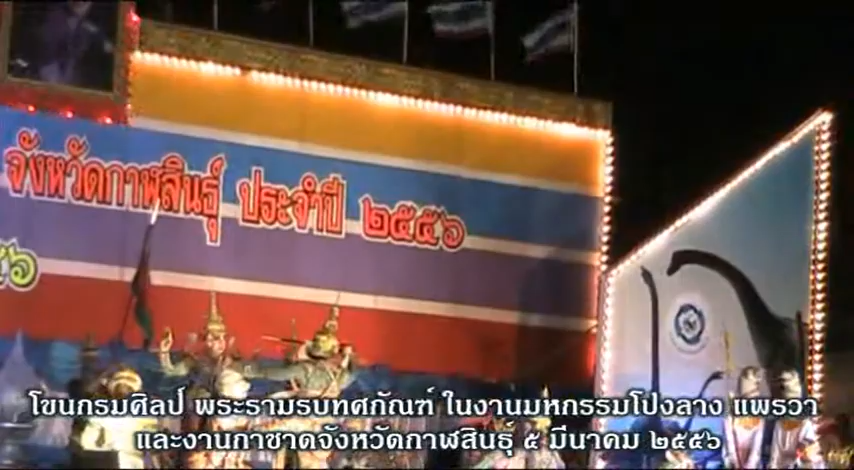 จังหวัดกาฬสินธุ์ ประจำปี ๒๕๕๖
๕๖
โขนกรมศิลป์ พระรามรบทศกัณฑ์ ในงานมหกรรมโปงลาง แพรวา
และงานกาชาดจังหวัดกาฬสินธุ์ ๕ มีนาคม ๒๕๕๖